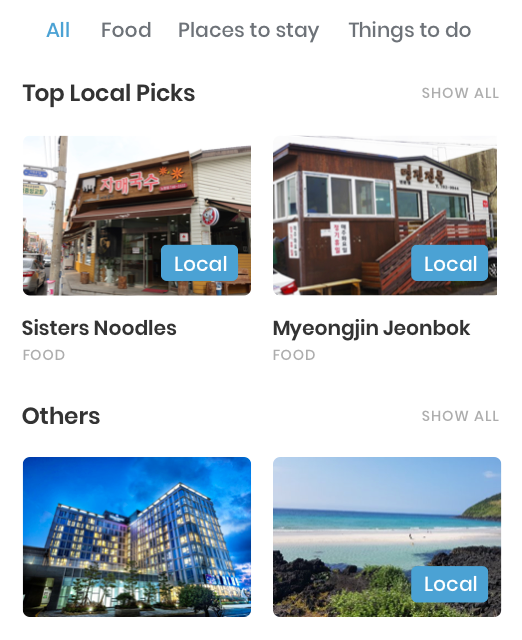 All Food Places to stay Things to do
Top Local Picks SHOW ALL
자매국수
명진전복
Local Local
Sisters Noodles Myeongjin Jeonbok
FOOD FOOD
Others SHOW ALL
Local